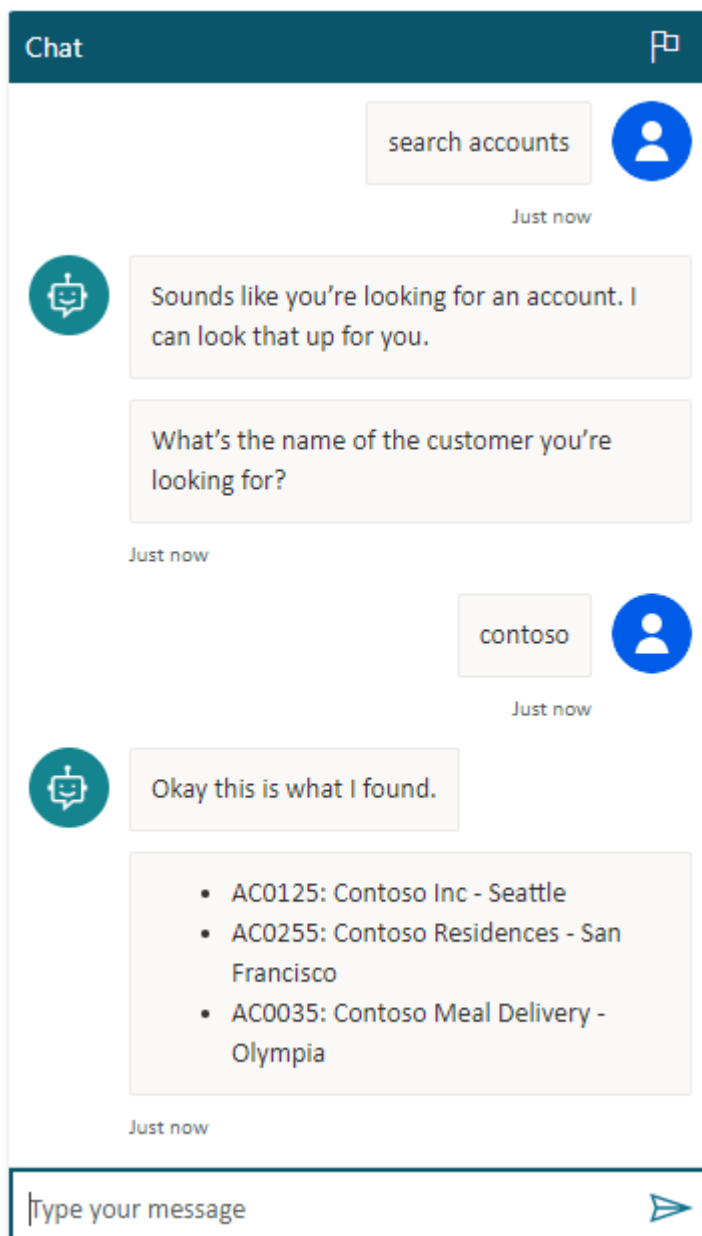 Chat
search accounts
Just now
Sounds like you’re looking for an account. I
can look that up for you.
What’s the name of the customer you’re
looking for?
Just now
contoso
Just now
Okay this is what I found.
• AC0125: Contoso Inc - Seattle
• AC0255: Contoso Residences - San
Francisco
• AC0035: Contoso Meal Delivery -
Olympia
Just now
Type your message